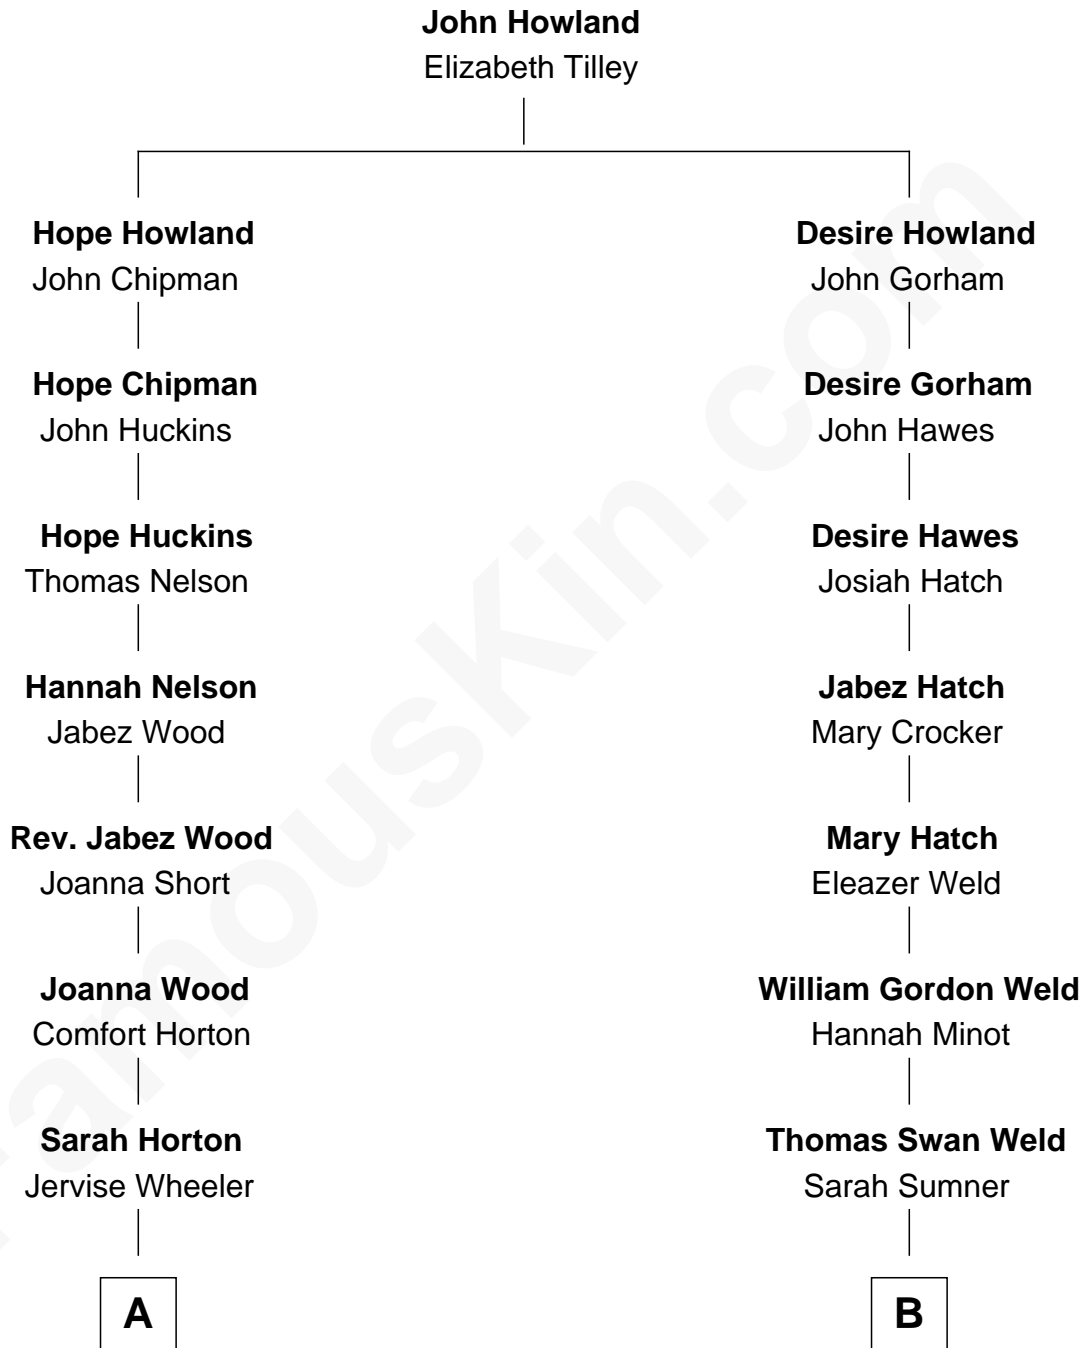 John Howland
Elizabeth Tilley
Hope Howland
John Chipman
Hope Chipman
John Huckins
Hope Huckins
Thomas Nelson
Hannah Nelson
Jabez Wood
Rev. Jabez Wood
Joanna Short
Joanna Wood
Comfort Horton
Sarah Horton
Jervise Wheeler
A
Desire Howland
John Gorham
Desire Gorham
John Hawes
Desire Hawes
Josiah Hatch
Jabez Hatch
Mary Crocker
Mary Hatch
Eleazer Weld
William Gordon Weld
Hannah Minot
Thomas Swan Weld
Sarah Sumner
B
FamousKin.com